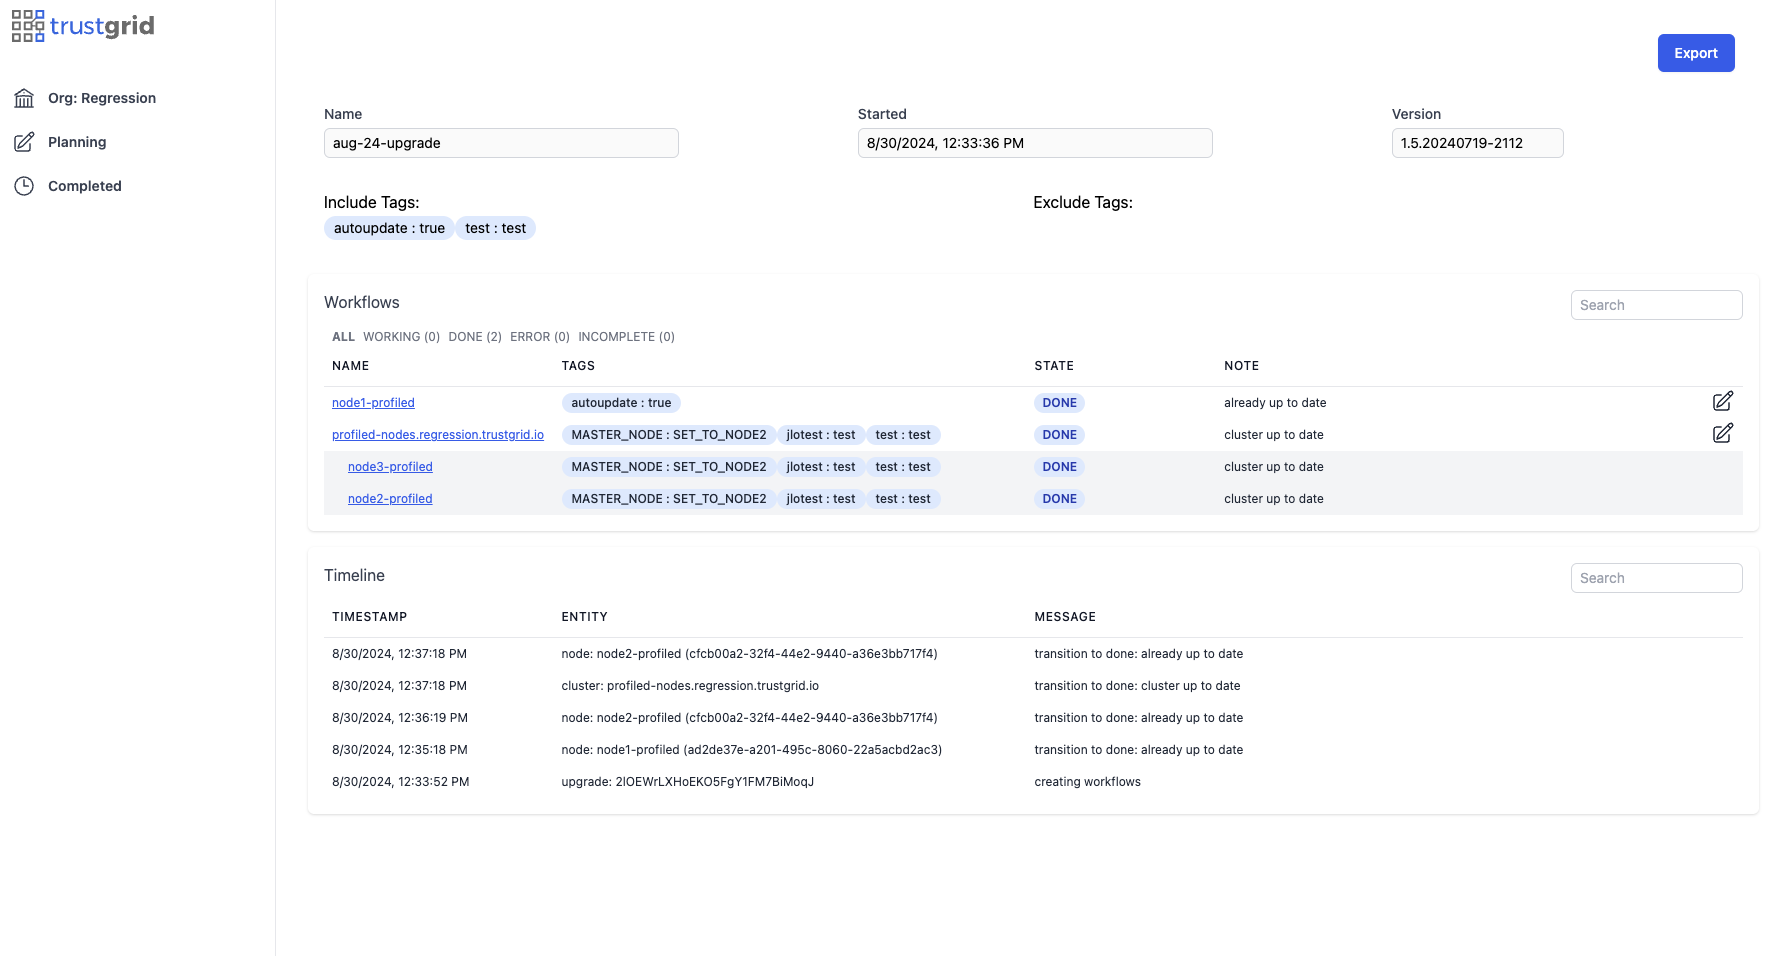 trustgrid
Org: Regression
Planning
Completed
Export
Name Started Version
aug-24-upgrade 8/30/2024, 12:33:36 PM 1.5.20240719-2112
Include Tags: Exclude Tags:
autoupdate : true test : test
Workflows Search
ALL WORKING (0) DONE (2) ERROR (0) INCOMPLETE (0)
NAME TAGS STATE NOTE
node1-profiled autoupdate : true DONE already up to date
profiled-nodes.regression.trustgrid.io MASTER_NODE : SET_TO_NODE2 jlotest : test test : test DONE cluster up to date
node3-profiled MASTER_NODE : SET_TO_NODE2 jlotest : test test : test DONE cluster up to date
node2-profiled MASTER_NODE : SET_TO_NODE2 jlotest : test test : test DONE cluster up to date
Timeline Search
TIMESTAMP ENTITY MESSAGE
8/30/2024, 12:37:18 PM node: node2-profiled (cfcb00a2-32f4-44e2-9440-a36e3bb717f4) transition to done: already up to date
8/30/2024, 12:37:18 PM cluster: profiled-nodes.regression.trustgrid.io transition to done: cluster up to date
8/30/2024, 12:36:19 PM node: node2-profiled (cfcb00a2-32f4-44e2-9440-a36e3bb717f4) transition to done: already up to date
8/30/2024, 12:35:18 PM node: node1-profiled (ad2de37e-a201-495c-8060-22a5acbd2ac3) transition to done: already up to date
8/30/2024, 12:33:52 PM upgrade: 2lOEWrLXHoEKO5FgY1FM7BiMoqJ creating workflows